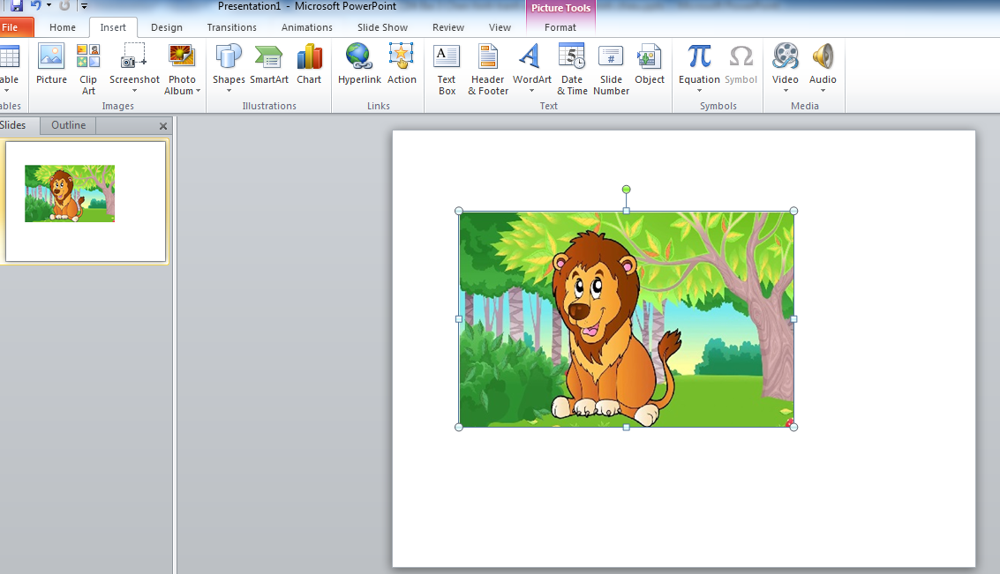 Presentation1 - Microsoft PowerPoint
Picture Tools
File Home Insert Design Transitions Animations Slide Show Review View Format
able Picture Clip Art Screenshot Photo Album Shapes SmartArt Chart Hyperlink Action Text Box Header & Footer WordArt Date & Time Slide Number Object Equation Symbol Video Audio
ables Images Illustrations Links Text Symbols Media
Slides Outline